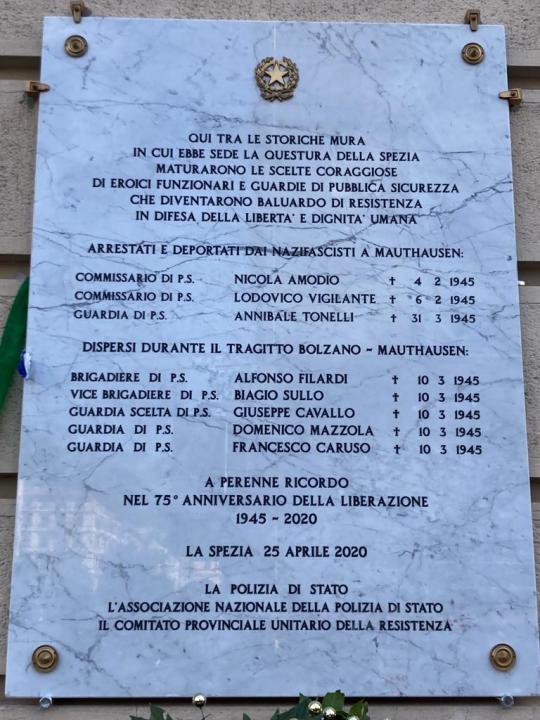 QUI TRA LE STORICHE MURA
IN CUI EBBE SEDE LA QUESTURA DELLA SPEZIA
MATURARONO LE SCELTE CORAGGIOSE
DI EROICI FUNZIONARI E GUARDIE DI PUBBLICA SICUREZZA
CHE DIVENTARONO BALUARDO DI RESISTENZA
IN DIFESA DELLA LIBERTA' E DIGNITA' UMANA
ARRESTATI E DEPORTATI DAI NAZIFASCISTI A MAUTHAUSEN:
COMMISSARIO DI P.S. NICOLA AMODIO † 4 2 1945
COMMISSARIO DI P.S. LODOVICO VIGILANTE † 6 2 1945
GUARDIA DI P.S. ANNIBALE TONELLI † 31 3 1945
DISPERSI DURANTE IL TRAGITTO BOLZANO - MAUTHAUSEN:
BRIGADIERE DI P.S. ALFONSO FILARDI † 10 3 1945
VICE BRIGADIERE DI P.S. BIAGIO SULLO † 10 3 1945
GUARDIA SCELTA DI P.S. GIUSEPPE CAVALLO † 10 3 1945
GUARDIA DI P.S. DOMENICO MAZZOLA † 10 3 1945
GUARDIA DI P.S. FRANCESCO CARUSO † 10 3 1945
A PERENNE RICORDO
NEL 75° ANNIVERSARIO DELLA LIBERAZIONE
1945 - 2020
LA SPEZIA 25 APRILE 2020
LA POLIZIA DI STATO
L'ASSOCIAZIONE NAZIONALE DELLA POLIZIA DI STATO
IL COMITATO PROVINCIALE UNITARIO DELLA RESISTENZA